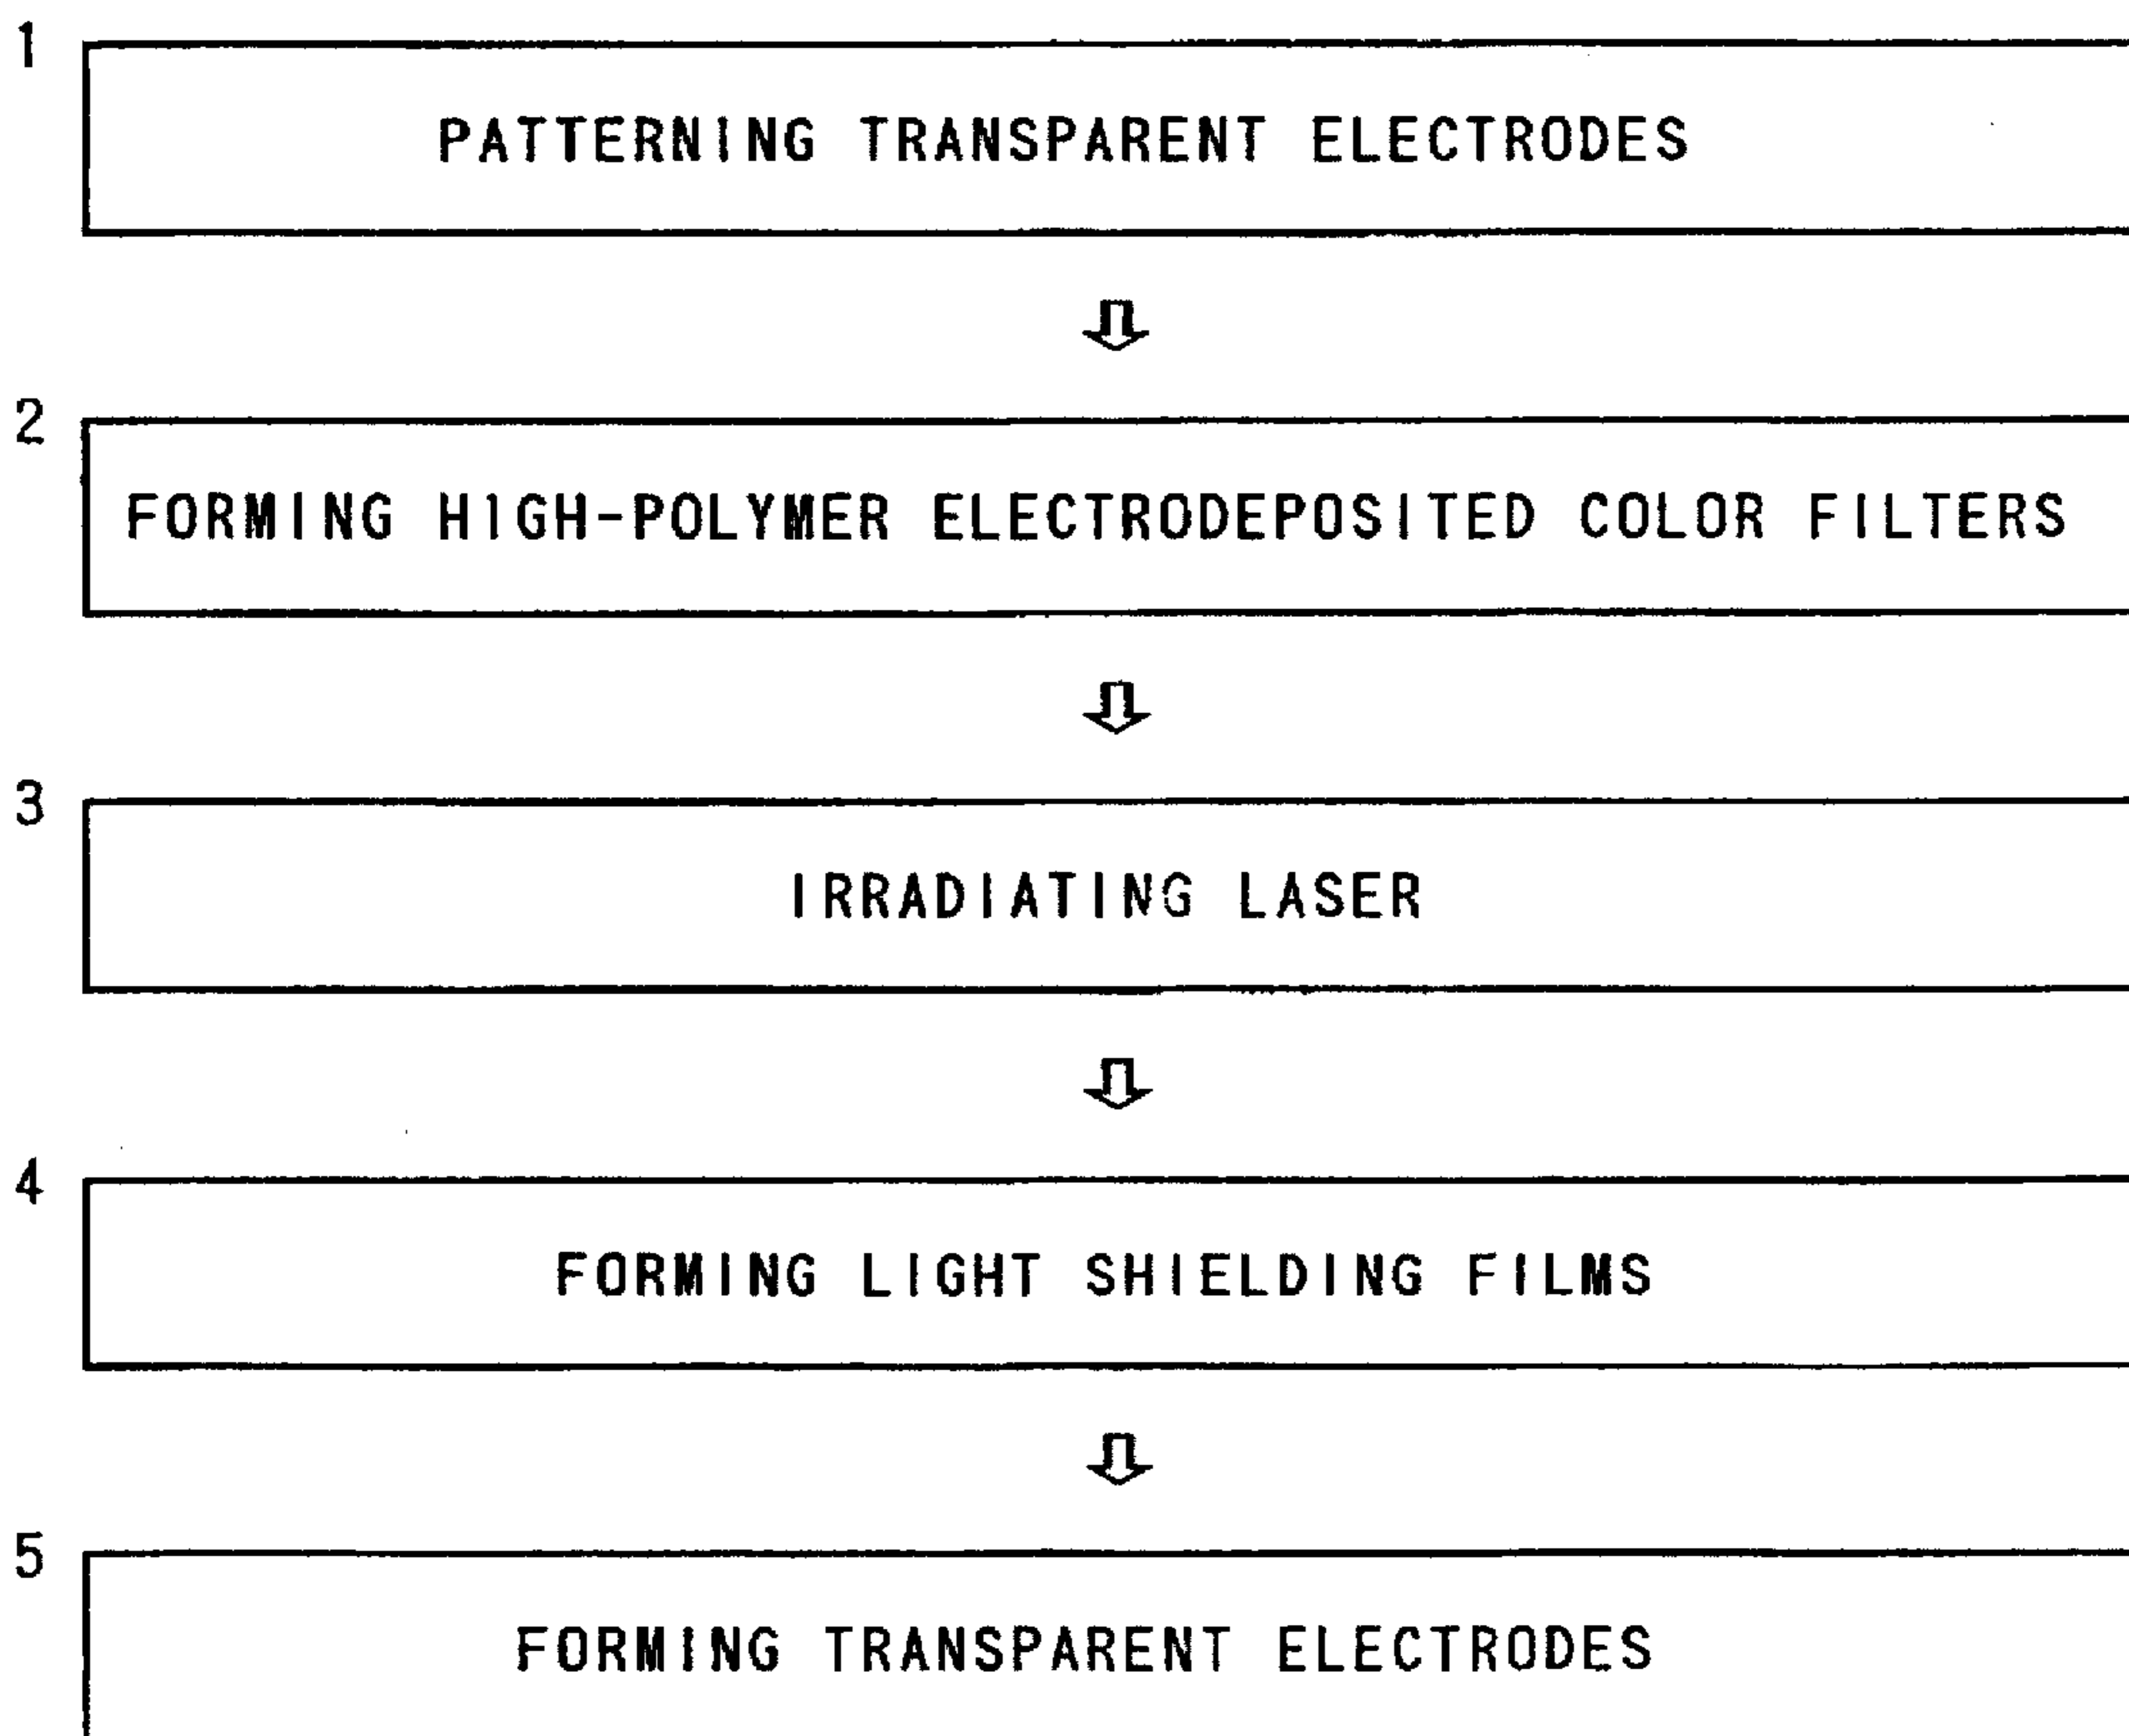 1
PATTERNING TRANSPARENT ELECTRODES
2
FORMING HIGH-POLYMER ELECTRODEPOSITED COLOR FILTERS
3
IRRADIATING LASER
4
FORMING LIGHT SHIELDING FILMS
5
FORMING TRANSPARENT ELECTRODES